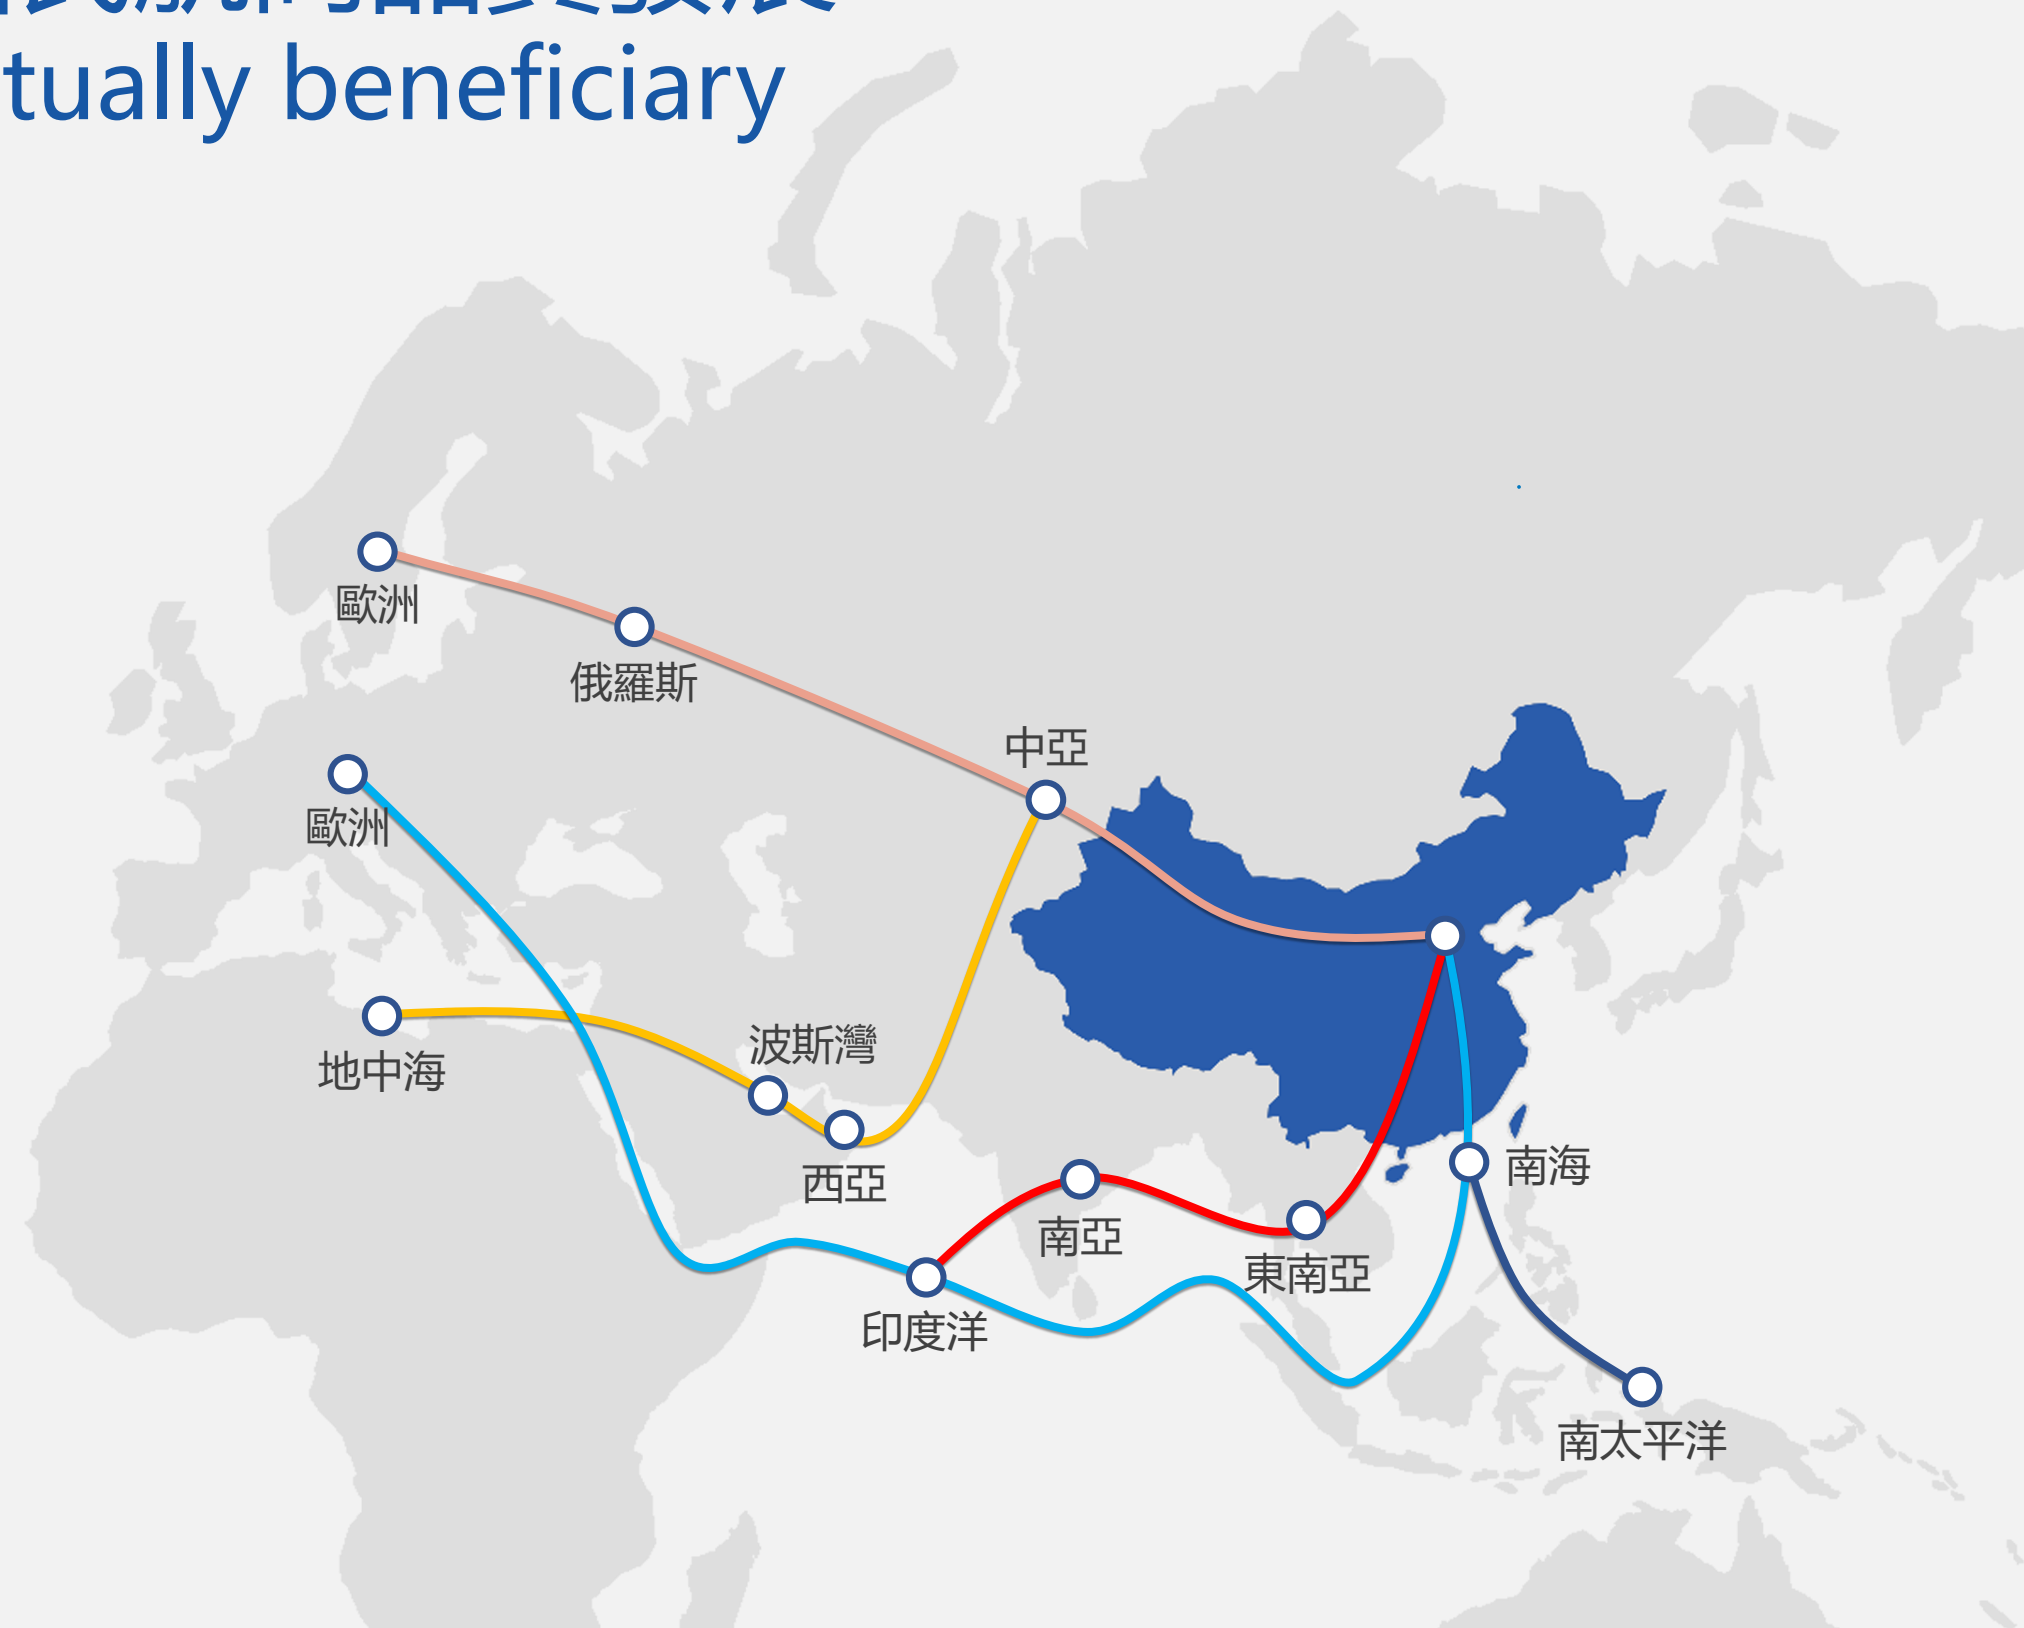 tually beneficiary
歐洲
俄羅斯
中亞
歐洲
波斯灣
地中海
西亞
南海
南亞
東南亞
印度洋
南太平洋